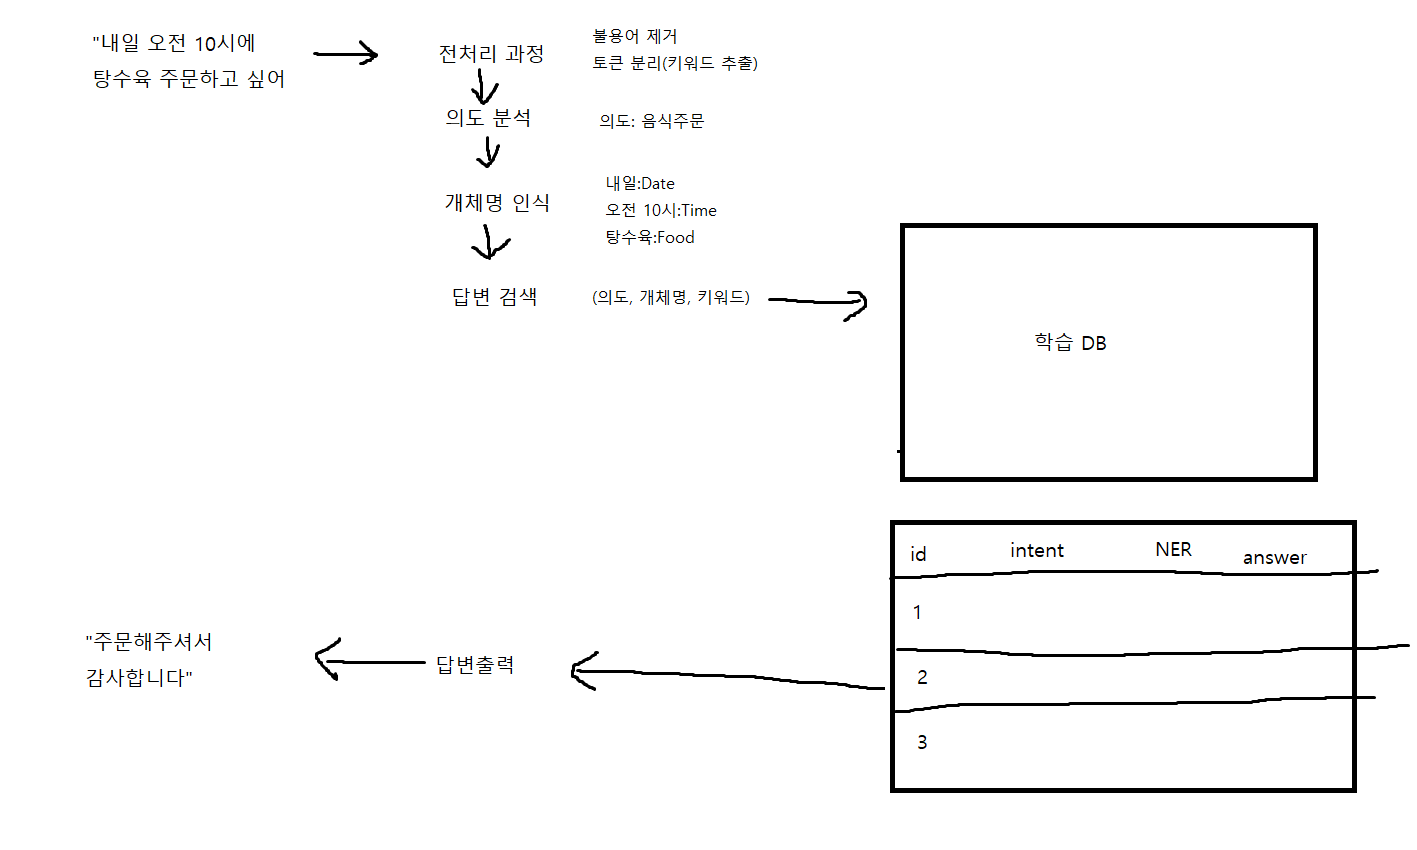 "내일 오전 10시에
탕수육 주문하고 싶어
전처리 과정
불용어 제거
토큰 분리(키워드 추출)
의도 분석
의도: 음식주문
개체명 인식
내일:Date
오전 10시:Time
탕수육:Food
답변 검색
(의도, 개체명, 키워드)
학습 DB
id intent NER answer
1
2
3
답변출력
"주문해주셔서
감사합니다"